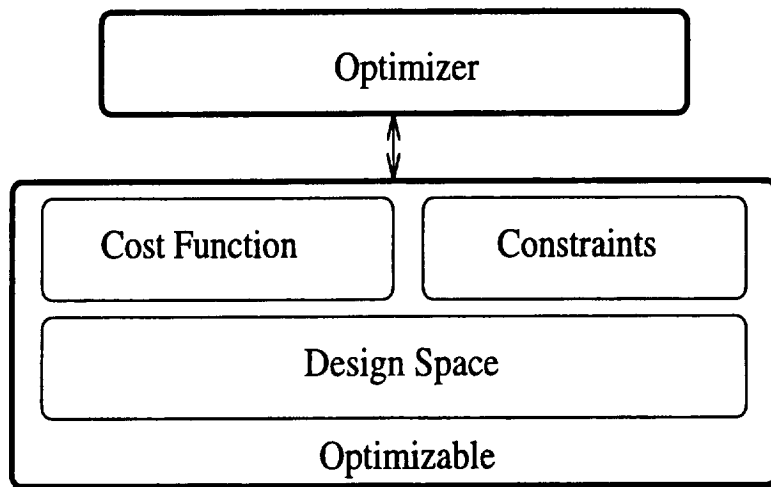 Optimizer
Cost Function
Constraints
Design Space
Optimizable